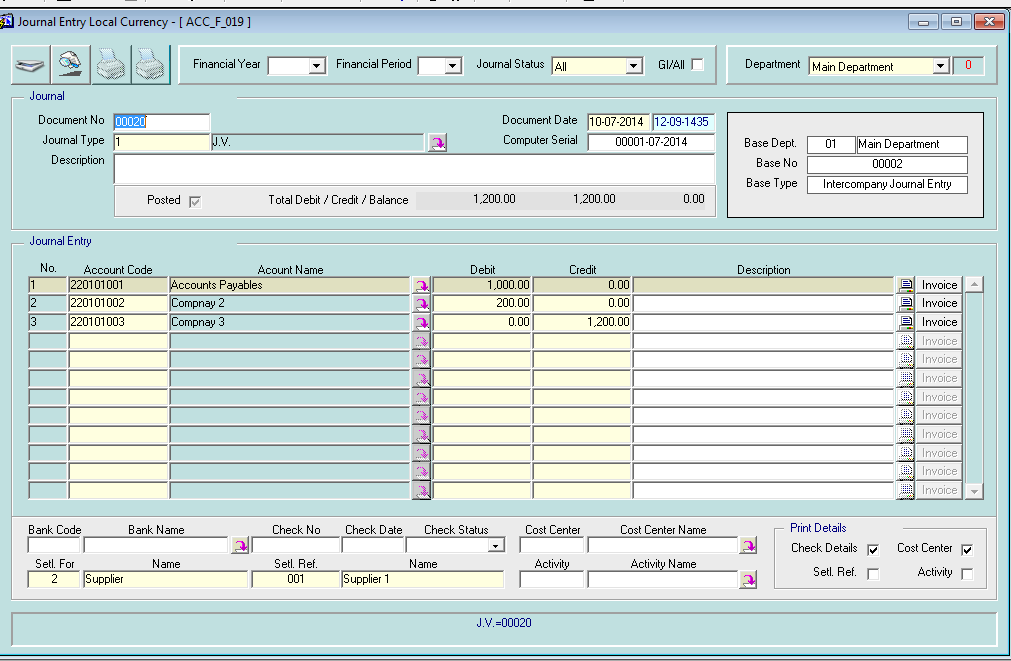 Journal Entry Local Currency - [ ACC_F_019 ]
Financial Year Financial Period Journal Status All Gl/All Department Main Department 0
Journal
Document No 00020 Document Date 10-07-2014 12-09-1435
Journal Type 1 J.V. Computer Serial 00001-07-2014
Description
Base Dept. 01 Main Department
Base No 00002
Base Type Intercompany Journal Entry
Posted Total Debit / Credit / Balance 1,200.00 1,200.00 0.00
Journal Entry
No. Account Code Acount Name Debit Credit Description
1 220101001 Accounts Payables 1,000.00 0.00 Invoice
2 220101002 Compnay 2 200.00 0.00 Invoice
3 220101003 Compnay 3 0.00 1,200.00 Invoice
Invoice
Invoice
Invoice
Invoice
Invoice
Invoice
Invoice
Invoice
Invoice
Bank Code Bank Name Check No Check Date Check Status Cost Center Cost Center Name
Setl. For Name Setl. Ref. Name Activity Activity Name
2 Supplier 001 Supplier 1
Print Details
Check Details Cost Center
Setl. Ref. Activity
J.V.=00020